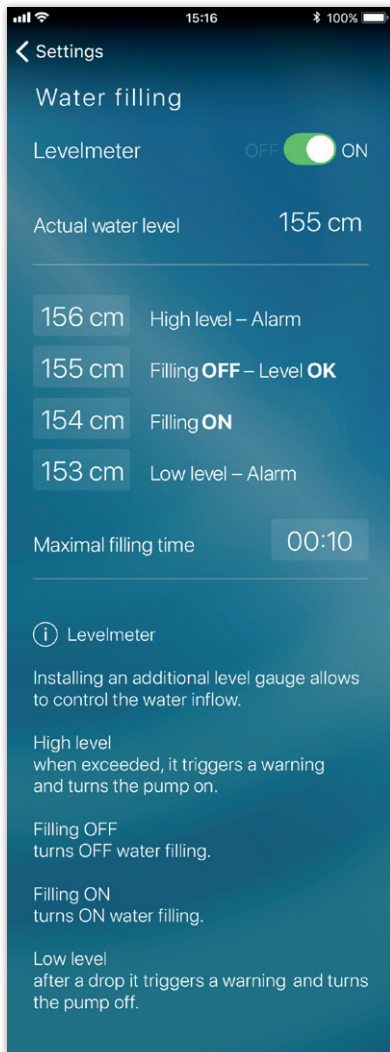 15:16 100%
Settings
Water filling
Levelmeter OFF ON
Actual water level 155 cm
156 cm High level – Alarm
155 cm Filling OFF – Level OK
154 cm Filling ON
153 cm Low level – Alarm
Maximal filling time 00:10
i Levelmeter
Installing an additional level gauge allows
to control the water inflow.
High level
when exceeded, it triggers a warning
and turns the pump on.
Filling OFF
turns OFF water filling.
Filling ON
turns ON water filling.
Low level
after a drop it triggers a warning and turns
the pump off.